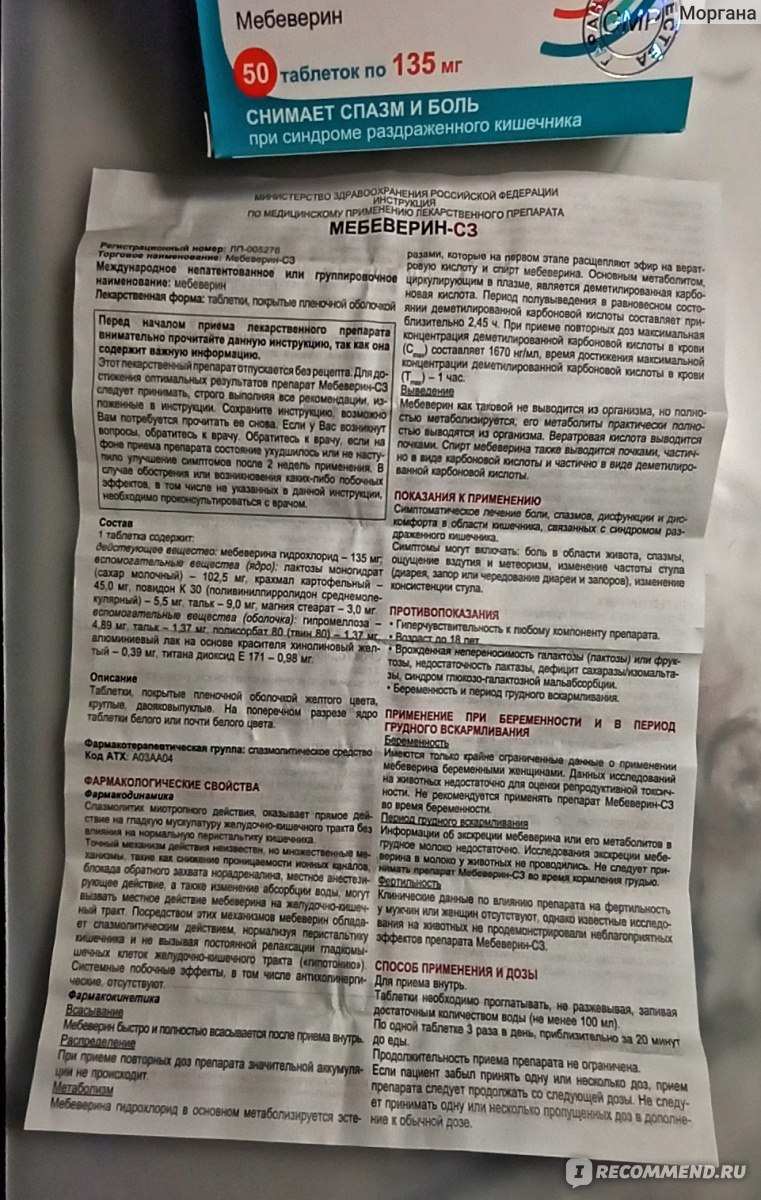 Моргана
Мебеверин
50 таблеток по 135 мг
СНИМАЕТ СПАЗМ И БОЛЬ
при синдроме раздраженного кишечника
МИНИСТЕРСТВО ЗДРАВООХРАНЕНИЯ РОССИЙСКОЙ ФЕДЕРАЦИИ
ИНСТРУКЦИЯ
ПО МЕДИЦИНСКОМУ ПРИМЕНЕНИЮ ЛЕКАРСТВЕННОГО ПРЕПАРАТА
МЕБЕВЕРИН-СЗ
Регистрационный номер: ЛП-005276
Торговое наименование: Мебеверин-СЗ
Международное непатентованное или группировочное
наименование: мебеверин
Лекарственная форма: таблетки, покрытые пленочной оболочкой
Перед началом приема лекарственного препарата
внимательно прочитайте данную инструкцию, так как она
содержит важную информацию.
Этот лекарственный препарат отпускается без рецепта. Для до-
стижения оптимальных результатов препарат Мебеверин-СЗ
следует принимать, строго выполняя все рекомендации, из-
ложенные в инструкции. Сохраните инструкцию, возможно
Вам потребуется прочитать ее снова. Если у Вас возникнут
вопросы, обратитесь к врачу. Обратитесь к врачу, если на
фоне приема препарата состояние ухудшилось или не насту-
пило улучшение симптомов после 2 недель применения. В
случае обострения или возникновения каких-либо побочных
эффектов, в том числе не указанных в данной инструкции,
необходимо проконсультироваться с врачом.
Состав
1 таблетка содержит:
действующее вещество: мебеверина гидрохлорид – 135 мг,
вспомогательные вещества (ядро): лактозы моногидрат
(сахар молочный) – 102,5 мг, крахмал картофельный –
45,0 мг, повидон К 30 (поливинилпирролидон среднемоле-
кулярный) – 5,5 мг, тальк – 9,0 мг, магния стеарат – 3,0 мг.
вспомогательные вещества (оболочка): гипромеллоза –
4,89 мг, тальк – 1,37 мг, полисорбат 80 (твин 80) – 1,37 мг,
алюминиевый лак на основе красителя хинолиновый жел-
тый – 0,39 мг, титана диоксид Е 171 – 0,98 мг.
Описание
Таблетки, покрытые пленочной оболочкой желтого цвета,
круглые, двояковыпуклые. На поперечном разрезе ядро
таблетки белого или почти белого цвета.
Фармакотерапевтическая группа: спазмолитическое средство
Код АТХ: A03AA04
ФАРМАКОЛОГИЧЕСКИЕ СВОЙСТВА
Фармакодинамика
Спазмолитик миотропного действия, оказывает прямое дей-
ствие на гладкую мускулатуру желудочно-кишечного тракта без
влияния на нормальную перистальтику кишечника.
Точный механизм действия неизвестен, но множественные ме-
ханизмы, такие как снижение проницаемости ионных каналов,
блокада обратного захвата норадреналина, местное анестези-
рующее действие, а также изменение абсорбции воды, могут
вызвать местное действие мебеверина на желудочно-кишеч-
ный тракт. Посредством этих механизмов мебеверин облада-
ет спазмолитическим действием, нормализуя перистальтику
кишечника и не вызывая постоянной релаксации гладкомы-
шечных клеток желудочно-кишечного тракта («гипотонию»).
Системные побочные эффекты, в том числе антихолинерги-
ческие, отсутствуют.
Фармакокинетика
Всасывание
Мебеверин быстро и полностью всасывается после приема внутрь.
Распределение
При приеме повторных доз препарата значительной аккумуля-
ции не происходит.
Метаболизм
Мебеверина гидрохлорид в основном метаболизируется эсте-
разами, которые на первом этапе расщепляют эфир на верат-
ровую кислоту и спирт мебеверина. Основным метаболитом,
циркулирующим в плазме, является деметилированная карбо-
новая кислота. Период полувыведения в равновесном состо-
янии деметилированной карбоновой кислоты составляет при-
близительно 2,45 ч. При приеме повторных доз максимальная
концентрация деметилированной карбоновой кислоты в крови
(Cmax) составляет 1670 нг/мл, время достижения максимальной
концентрации деметилированной карбоновой кислоты в крови
(Tmax) – 1 час.
Выведение
Мебеверин как таковой не выводится из организма, но полно-
стью метаболизируется, его метаболиты практически полно-
стью выводятся из организма. Вератровая кислота выводится
почками. Спирт мебеверина также выводится почками, частич-
но в виде карбоновой кислоты и частично в виде деметилиро-
ванной карбоновой кислоты.
ПОКАЗАНИЯ К ПРИМЕНЕНИЮ
Симптоматическое лечение боли, спазмов, дисфункции и дис-
комфорта в области кишечника, связанных с синдромом раз-
драженного кишечника.
Симптомы могут включать: боль в области живота, спазмы,
ощущение вздутия и метеоризм, изменение частоты стула
(диарея, запор или чередование диареи и запоров), изменение
консистенции стула.
ПРОТИВОПОКАЗАНИЯ
• Гиперчувствительность к любому компоненту препарата.
• Возраст до 18 лет.
• Врожденная непереносимость галактозы (лактозы) или фрук-
тозы, недостаточность лактазы, дефицит сахаразы/изомальта-
зы, синдром глюкозо-галактозной мальабсорбции.
• Беременность и период грудного вскармливания.
ПРИМЕНЕНИЕ ПРИ БЕРЕМЕННОСТИ И В ПЕРИОД
ГРУДНОГО ВСКАРМЛИВАНИЯ
Беременность
Имеются только крайне ограниченные данные о применении
мебеверина беременными женщинами. Данных исследований
на животных недостаточно для оценки репродуктивной токсич-
ности. Не рекомендуется применять препарат Мебеверин-СЗ
во время беременности.
Период грудного вскармливания
Информации об экскреции мебеверина или его метаболитов в
грудное молоко недостаточно. Исследования экскреции мебе-
верина в молоко у животных не проводились. Не следует при-
нимать препарат Мебеверин-СЗ во время кормления грудью.
Фертильность
Клинические данные по влиянию препарата на фертильность
у мужчин или женщин отсутствуют, однако известные исследо-
вания на животных не продемонстрировали неблагоприятных
эффектов препарата Мебеверин-СЗ.
СПОСОБ ПРИМЕНЕНИЯ И ДОЗЫ
Для приема внутрь.
Таблетки необходимо проглатывать, не разжевывая, запивая
достаточным количеством воды (не менее 100 мл).
По одной таблетке 3 раза в день, приблизительно за 20 минут
до еды.
Продолжительность приема препарата не ограничена.
Если пациент забыл принять одну или несколько доз, прием
препарата следует продолжать со следующей дозы. Не следу-
ет принимать одну или несколько пропущенных доз в дополне-
ние к обычной дозе.
IRECOMMEND.RU